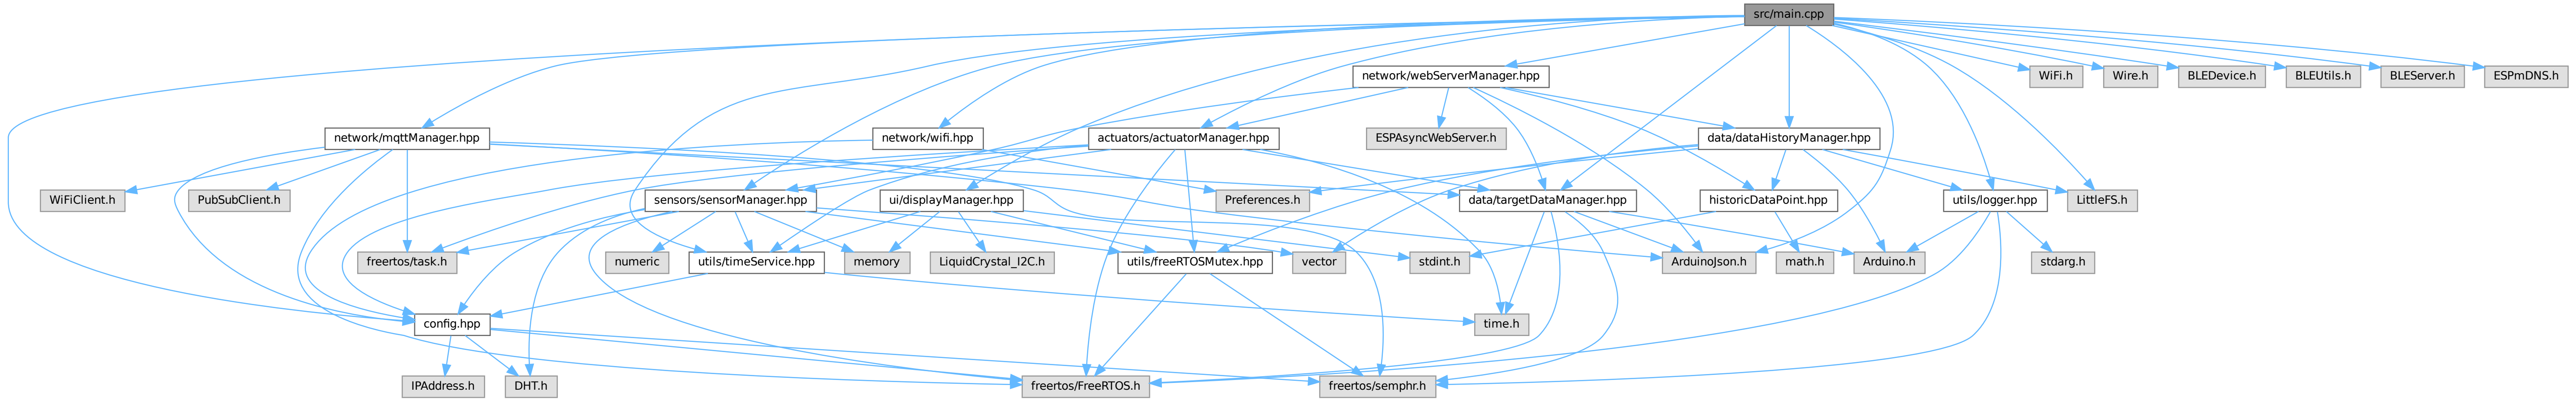 src/main.cpp
network/webServerManager.hpp
WiFi.h
Wire.h
BLEDevice.h
BLEUtils.h
BLEServer.h
ESPmDNS.h
network/mqttManager.hpp
network/wifi.hpp
actuators/actuatorManager.hpp
ESPAsyncWebServer.h
data/dataHistoryManager.hpp
WiFiClient.h
PubSubClient.h
sensors/sensorManager.hpp
ui/displayManager.hpp
Preferences.h
data/targetDataManager.hpp
historicDataPoint.hpp
utils/logger.hpp
LittleFS.h
freertos/task.h
numeric
utils/timeService.hpp
memory
LiquidCrystal_I2C.h
utils/freeRTOSMutex.hpp
vector
stdint.h
ArduinoJson.h
math.h
Arduino.h
stdarg.h
config.hpp
time.h
IPAddress.h
DHT.h
freertos/FreeRTOS.h
freertos/semphr.h